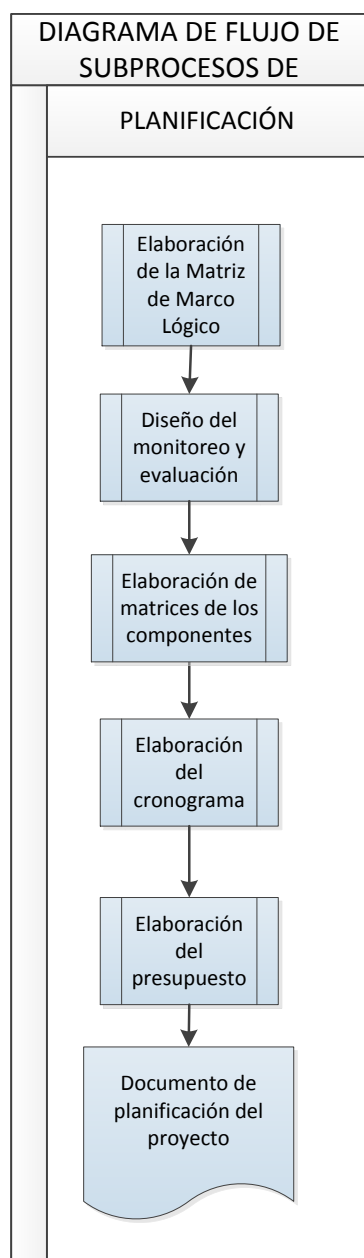 DIAGRAMA DE FLUJO DE
SUBPROCESOS DE
PLANIFICACIÓN
Elaboración
de la Matriz
de Marco
Lógico
Diseño del
monitoreo y
evaluación
Elaboración de
matrices de los
componentes
Elaboración
del
cronograma
Elaboración
del
presupuesto
Documento de
planificación del
proyecto